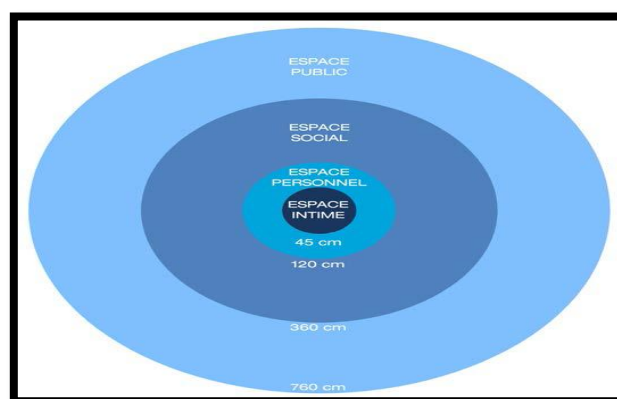 ESPACE
PUBLIC
ESPACE
SOCIAL
ESPACE
PERSONNEL
ESPACE
INTIME
45 cm
120 cm
360 cm
760 cm